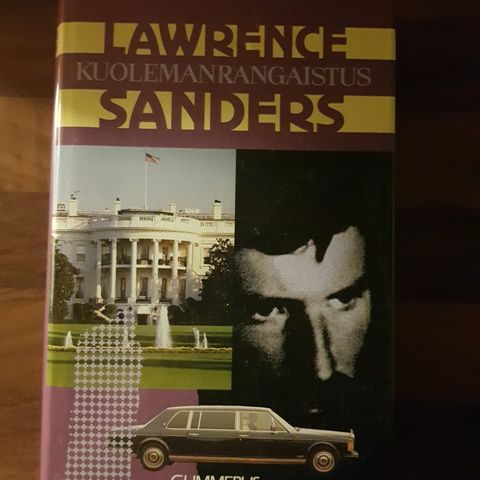 LAWRENCE
KUOLEMANRANGAISTUS
SANDERS
GUMMERUS